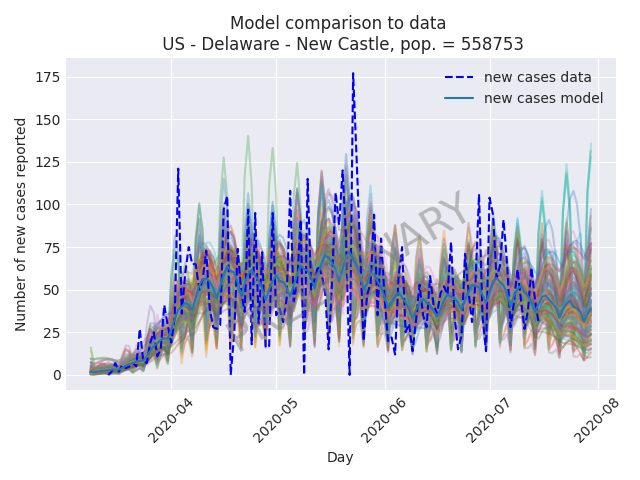 Model comparison to data
US - Delaware - New Castle, pop. = 558753
new cases data
new cases model
Number of new cases reported
175
150
125
100
75
50
25
0
2020-04
2020-05
2020-06
2020-07
2020-08
Day